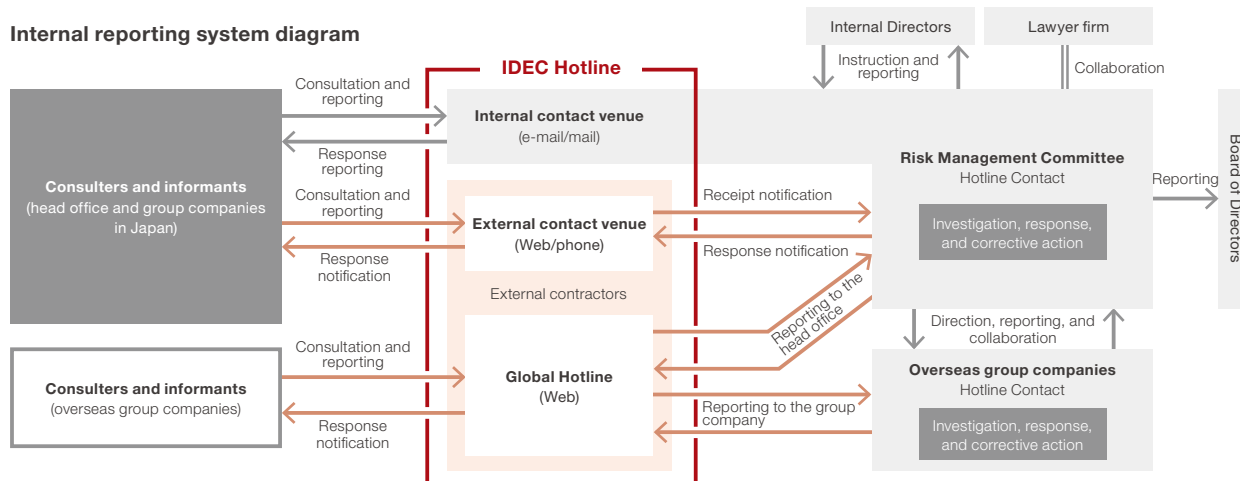 Internal reporting system diagram
Internal Directors
Lawyer firm
Instruction and
reporting
Collaboration
IDEC Hotline
Consultation and
reporting
Response
reporting
Internal contact venue
(e-mail/mail)
Consulters and informants
(head office and group companies
in Japan)
Consultation and
reporting
Response
notification
External contact venue
(Web/phone)
External contractors
Receipt notification
Response notification
Risk Management Committee
Hotline Contact
Investigation, response,
and corrective action
Reporting
Board of Directors
Reporting to the
head office
Direction, reporting, and
collaboration
Consulters and informants
(overseas group companies)
Consultation and
reporting
Response
notification
Global Hotline
(Web)
Reporting to the group
company
Overseas group companies
Hotline Contact
Investigation, response,
and corrective action